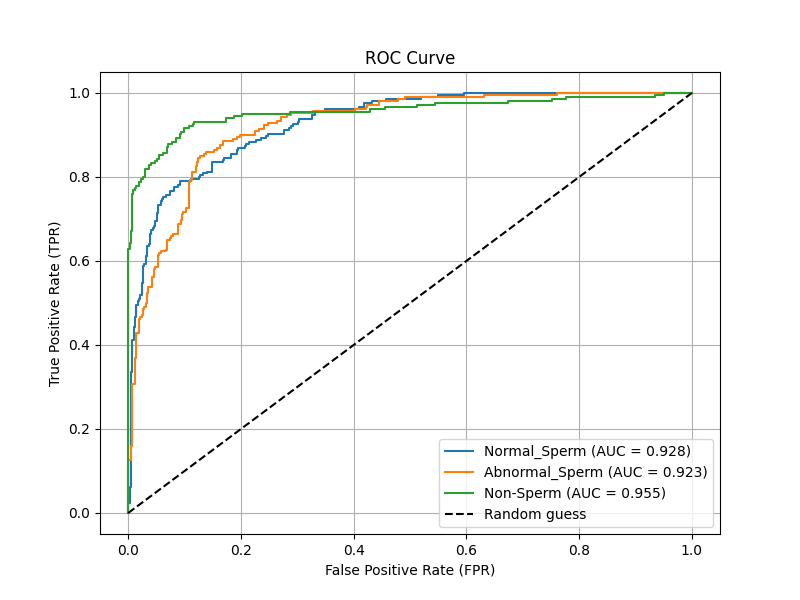 ROC Curve
True Positive Rate (TPR)
1.0
0.8
0.6
0.4
0.2
0.0
Normal_Sperm (AUC = 0.928)
Abnormal_Sperm (AUC = 0.923)
Non-Sperm (AUC = 0.955)
Random guess
0.0 0.2 0.4 0.6 0.8 1.0
False Positive Rate (FPR)